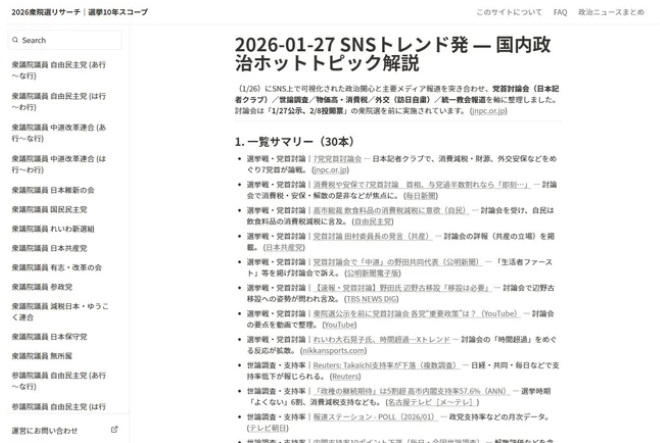 2026衆院選リサーチ｜選挙10年スコープ
このサイトについて
FAQ
政治ニュースまとめ
Search
衆議院議員 自由民主党 (あ行
〜な行)
衆議院議員 自由民主党 (は行
〜わ行)
衆議院議員 中道改革連合 (あ
行〜な行)
衆議院議員 中道改革連合 (は
行〜わ行)
衆議院議員 日本維新の会
衆議院議員 国民民主党
衆議院議員 れいわ新選組
衆議院議員 日本共産党
衆議院議員 有志・改革の会
衆議院議員 参政党
衆議院議員 減税日本・ゆうこ
く連合
衆議院議員 日本保守党
衆議院議員 無所属
参議院議員 自由民主党 (あ行
〜な行)
参議院議員 自由民主党 (は行
運営にお問い合わせ
2026-01-27 SNSトレンド発 — 国内政
治ホットトピック解説
（1/26）にSNS上で可視化された政治関心と主要メディア報道を突き合わせ、党首討論会（日本記
者クラブ）／世論調査／物価高・消費税／外交（訪日自粛）／統一教会報道を軸に整理しました。
討論会は「1/27公示、2/8投開票」の衆院選を前に実施されています。 (jnpc.or.jp)
1. 一覧サマリー（30本）
選挙戦・党首討論｜7党党首討論会 — 日本記者クラブで、消費減税・財源、外交安保などをめ
ぐり7党首が論戦。 (jnpc.or.jp)
選挙戦・党首討論｜消費税や安保で7党首討論 首相、与党過半数割れなら「即刻…」 — 討論
会で消費税・安保・解散の是非などが焦点に。 (毎日新聞)
選挙戦・党首討論｜高市総裁 飲食料品の消費税減税に意欲（自民） — 討論会を受け、自民は
飲食料品の消費税減税に言及。 (自由民主党)
選挙戦・党首討論｜党首討論 田村委員長の発言（共産） — 討論会の詳報（共産の立場）を掲
載。 (日本共産党)
選挙戦・党首討論｜党首討論会で「中道」の野田共同代表（公明新聞） — 「生活者ファース
ト」等を掲げ討論会で訴え。 (公明新聞電子版)
選挙戦・党首討論｜【速報・党首討論】野田氏 辺野古移設「移設は必要」 — 討論会で辺野古
移設への姿勢が問われ言及。 (TBS NEWS DIG)
選挙戦・党首討論｜衆院選公示を前に党首討論会 各党"重要政策"は？（YouTube） — 討論会
の要点を動画で整理。 (YouTube)
選挙戦・党首討論｜れいわ大石晃子氏、時間超過―Xトレンド — 討論会の「時間超過」をめぐ
る反応が拡散。 (nikkansports.com)
世論調査・支持率｜Reuters: Takaichi支持率が下落（複数調査） — 日経・共同・毎日などで支
持率低下が報じられる。 (Reuters)
世論調査・支持率｜「政権の継続期待」は5割超 高市内閣支持率57.6%（ANN） — 選挙時期
「よくない」6割、消費減税支持なども。 (名古屋テレビ【メ〜テレ】)
世論調査・支持率｜報道ステーション - POLL（2026/01） — 政党支持などの月次データ。
(テレビ朝日)